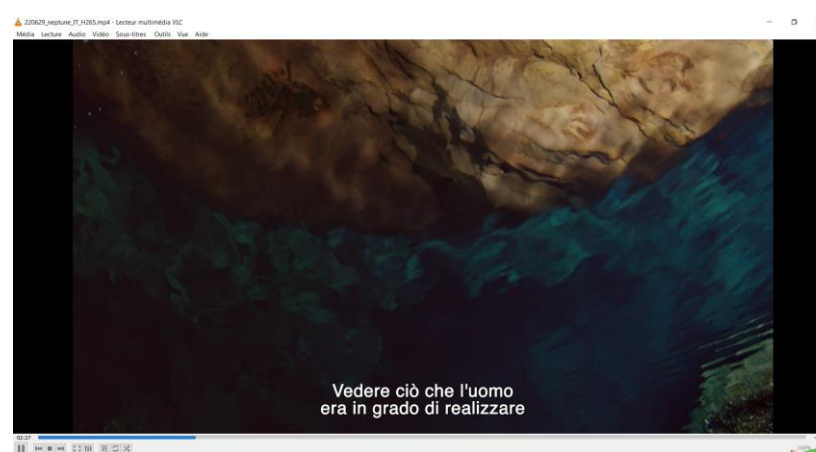 220629_neptune_IT_H265.mp4 - Lecteur multimédia VLC
Média Lecture Audio Vidéo Sous-titres Outils Vue Aide
Vedere ciò che l'uomo
era in grado di realizzare
02:27